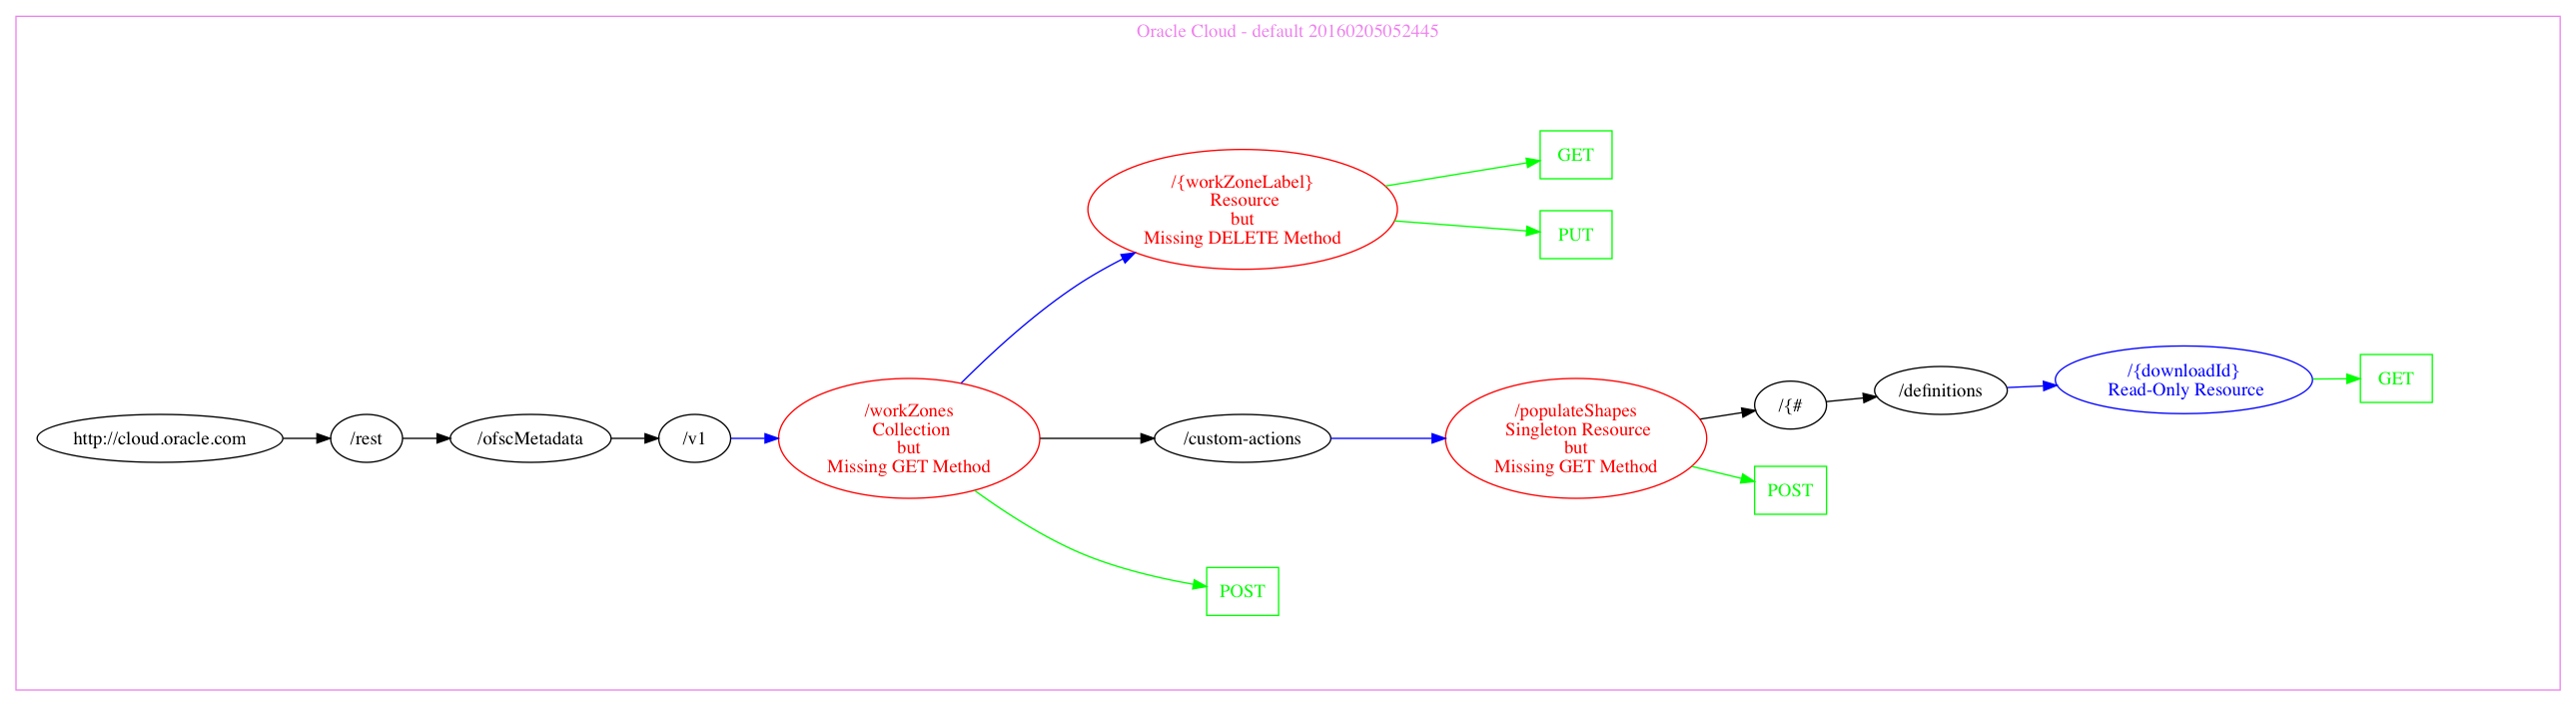 Oracle Cloud - default 20160205052445
http://cloud.oracle.com
/rest
/ofscMetadata
/v1
/workZones
Collection
but
Missing GET Method
/{workZoneLabel}
Resource
but
Missing DELETE Method
GET
PUT
/custom-actions
/populateShapes
Singleton Resource
but
Missing GET Method
/{#
/definitions
/{downloadId}
Read-Only Resource
GET
POST
POST